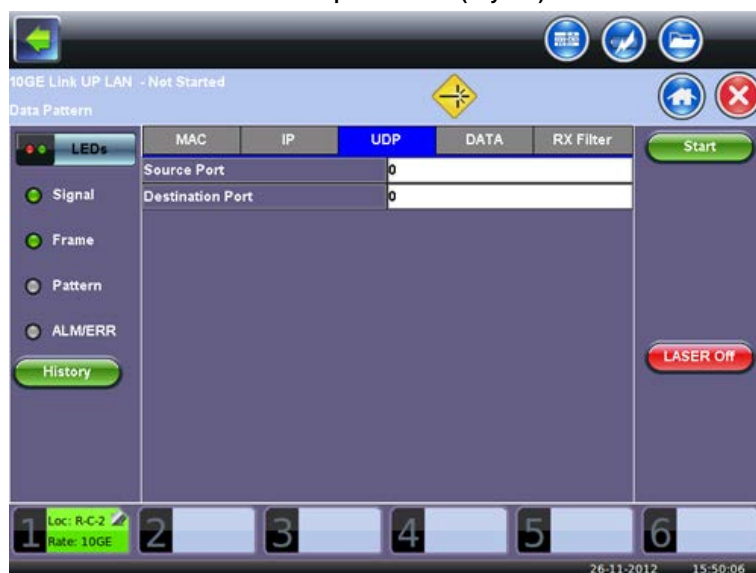 10GE Link UP LAN - Not Started
Data Pattern
LEDs
MAC IP UDP DATA RX Filter
Start
Source Port 0
Destination Port 0
Signal
Frame
Pattern
ALM/ERR
History
LASER Off
1 Loc: R-C-2
Rate: 10GE
2 3 4 5 6
26-11-2012 15:50:06